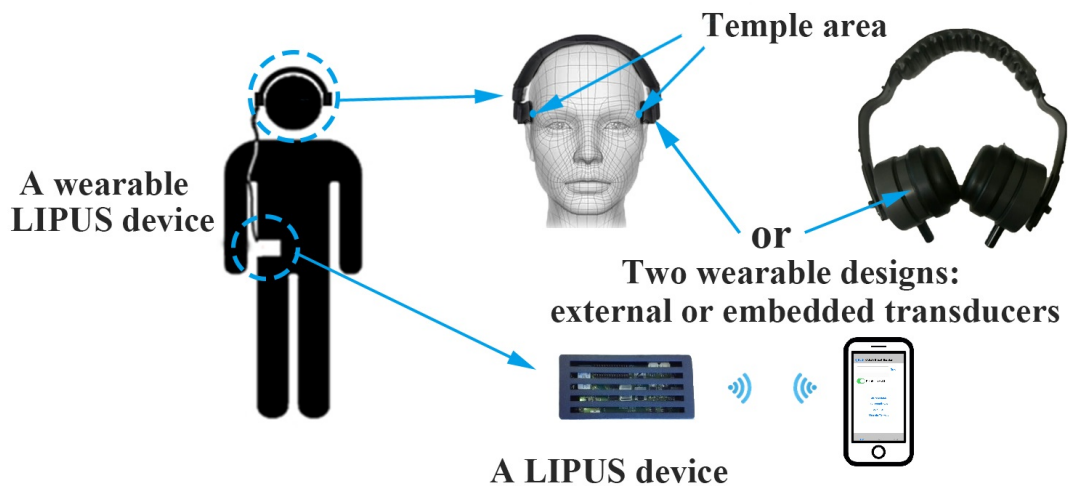 Temple area
A wearable
LIPUS device
or
Two wearable designs:
external or embedded transducers
A LIPUS device